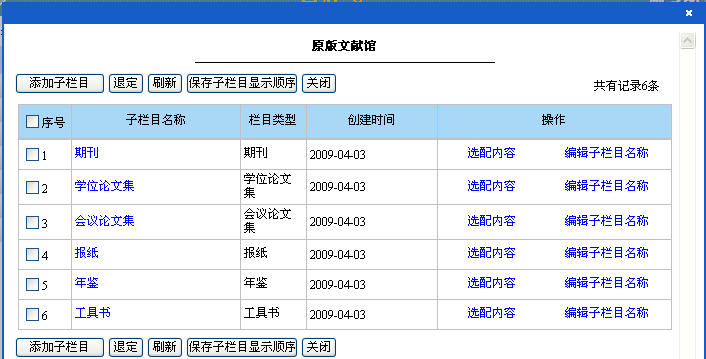 原版文献馆
添加子栏目 退定 刷新 保存子栏目显示顺序 关闭
共有记录6条
序号 子栏目名称 栏目类型 创建时间 操作
1 期刊 期刊 2009-04-03 选配内容 编辑子栏目名称
2 学位论文集 学位论文集 2009-04-03 选配内容 编辑子栏目名称
3 会议论文集 会议论文集 2009-04-03 选配内容 编辑子栏目名称
4 报纸 报纸 2009-04-03 选配内容 编辑子栏目名称
5 年鉴 年鉴 2009-04-03 选配内容 编辑子栏目名称
6 工具书 工具书 2009-04-03 选配内容 编辑子栏目名称
添加子栏目 退定 刷新 保存子栏目显示顺序 关闭